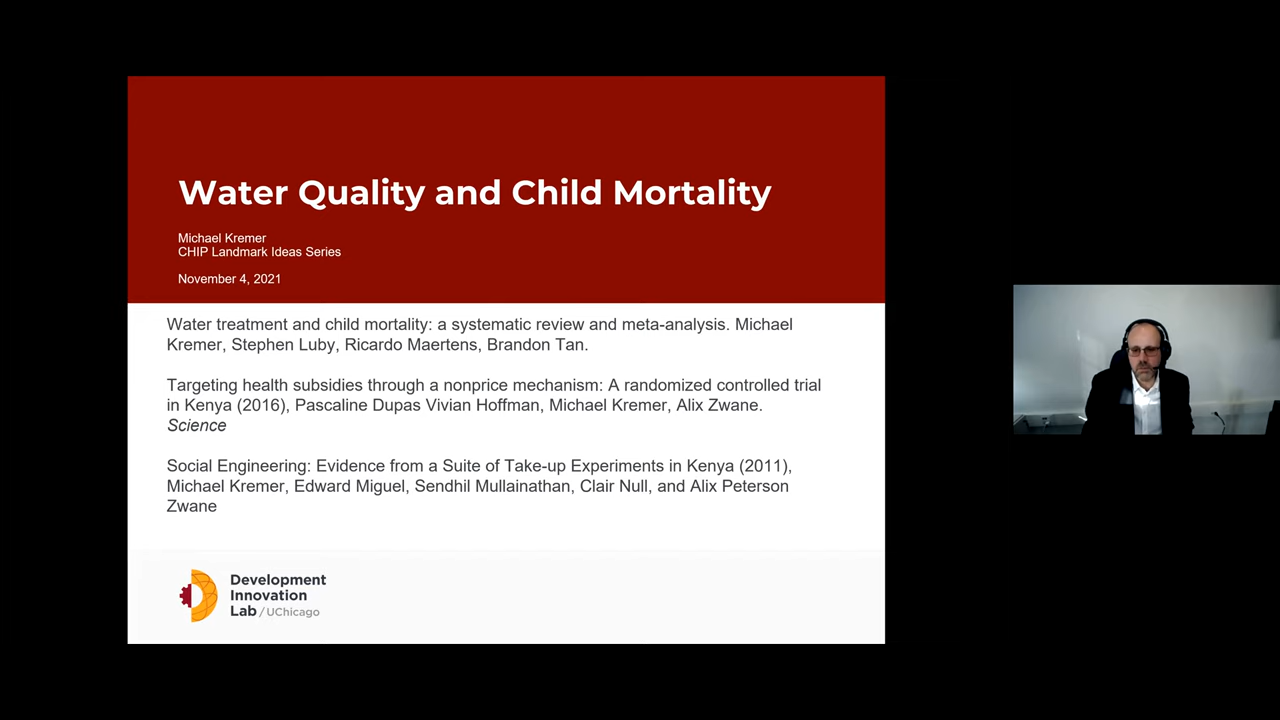 Water Quality and Child Mortality
Michael Kremer
CHIP Landmark Ideas Series
November 4, 2021
Water treatment and child mortality: a systematic review and meta-analysis. Michael
Kremer, Stephen Luby, Ricardo Maertens, Brandon Tan.
Targeting health subsidies through a nonprice mechanism: A randomized controlled trial
in Kenya (2016), Pascaline Dupas Vivian Hoffman, Michael Kremer, Alix Zwane.
Science
Social Engineering: Evidence from a Suite of Take-up Experiments in Kenya (2011),
Michael Kremer, Edward Miguel, Sendhil Mullainathan, Clair Null, and Alix Peterson
Zwane
Development
Innovation
Lab / UChicago